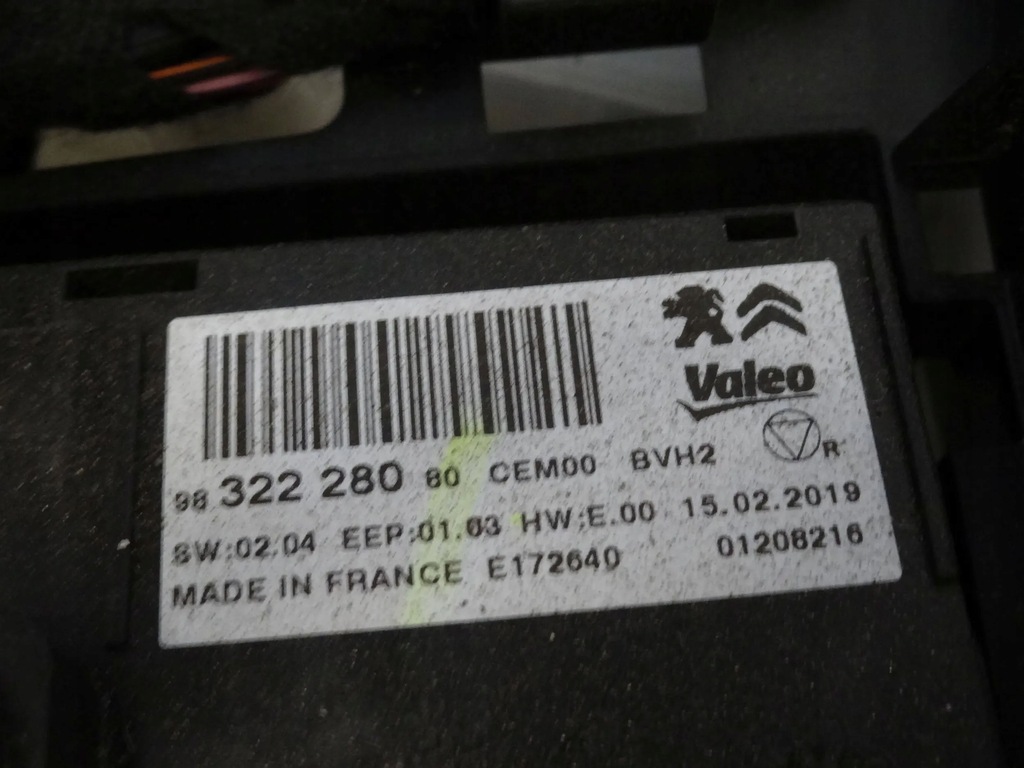 Valeo
R
98 322 280 80 CEM00 BVH2
SW:02.04 EEP:01.03 HW:E.00 15.02.2019
MADE IN FRANCE E172640 01208216